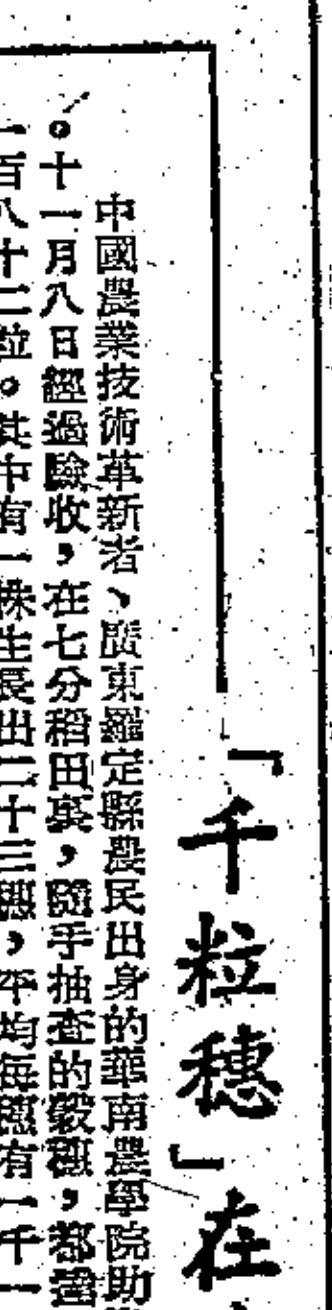 「千粒穗」在
中國農業技術革新者、廣東羅定縣農民出身的華南農學院助
。十一月八日經過驗收，在七分稻田裏，隨手抽查的穀穗，都
一百八十二粒。其中有一株生長出二十三穗，平均每穗有一千一